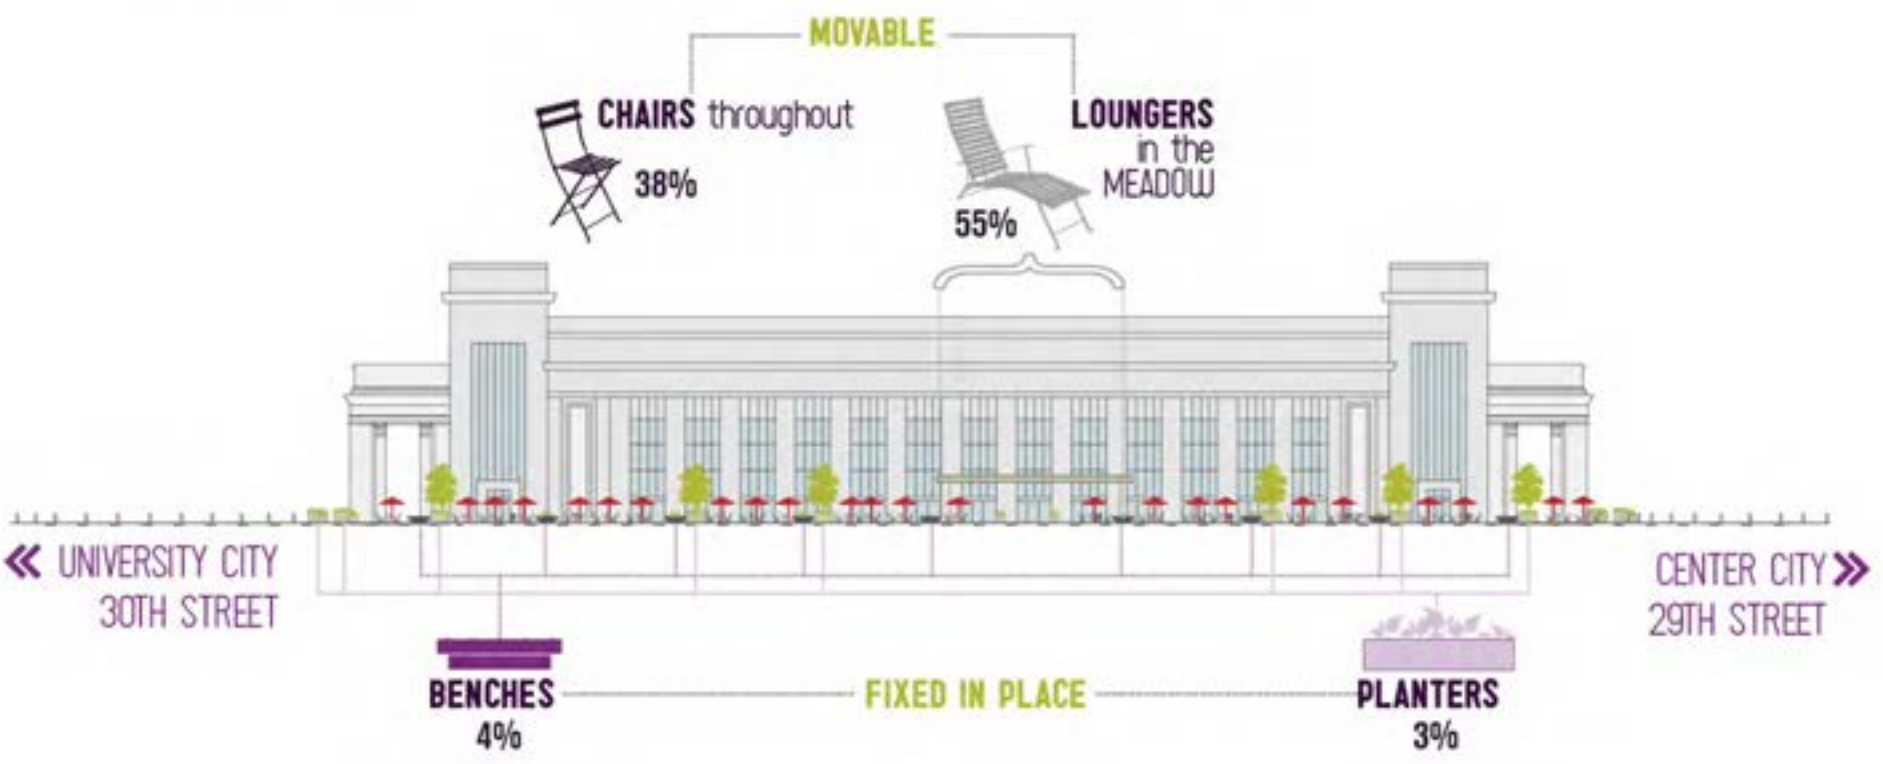 MOVABLE
CHAIRS throughout
38%
LOUNGERS
in the
MEADOW
55%
UNIVERSITY CITY
30TH STREET
CENTER CITY
29TH STREET
BENCHES
4%
FIXED IN PLACE
PLANTERS
3%